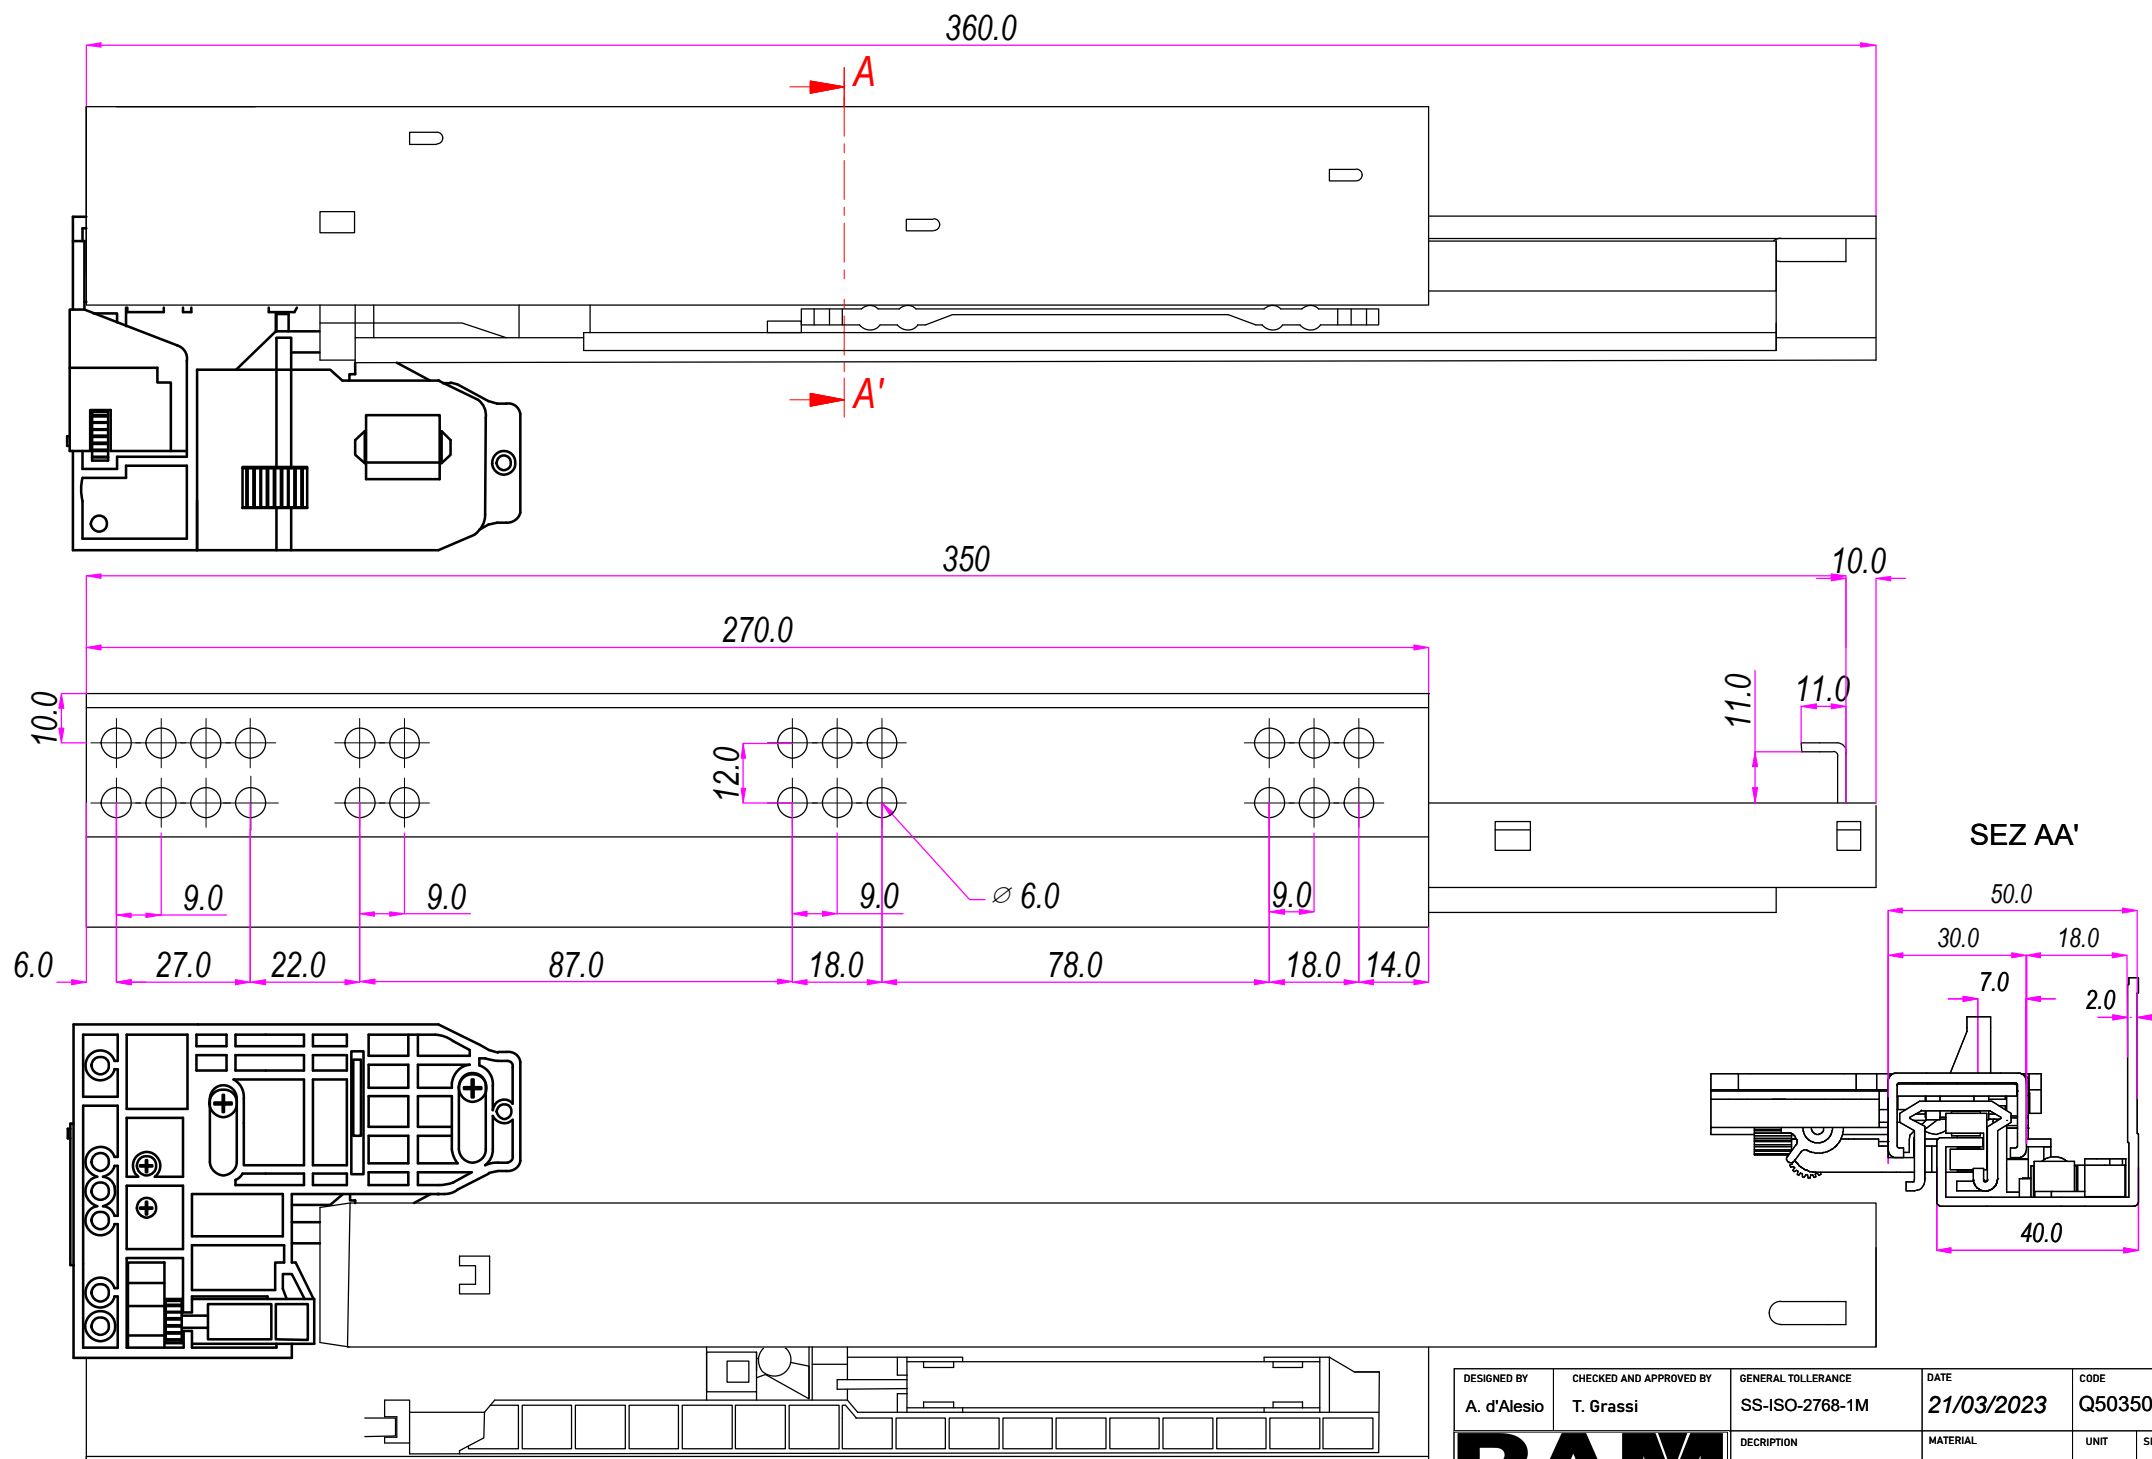 360.0
A
A'
350
10.0
270.0
10.0
12.0
11.0
11.0
9.0
9.0
9.0
⌀ 6.0
9.0
6.0
27.0
22.0
87.0
18.0
78.0
18.0
14.0
SEZ AA'
50.0
30.0
18.0
7.0
2.0
40.0
DESIGNED BY
A. d'Alesio
CHECKED AND APPROVED BY
T. Grassi
GENERAL TOLLERANCE
SS-ISO-2768-1M
DATE
21/03/2023
CODE
Q50350
DECRIPTION
MATERIAL
UNIT